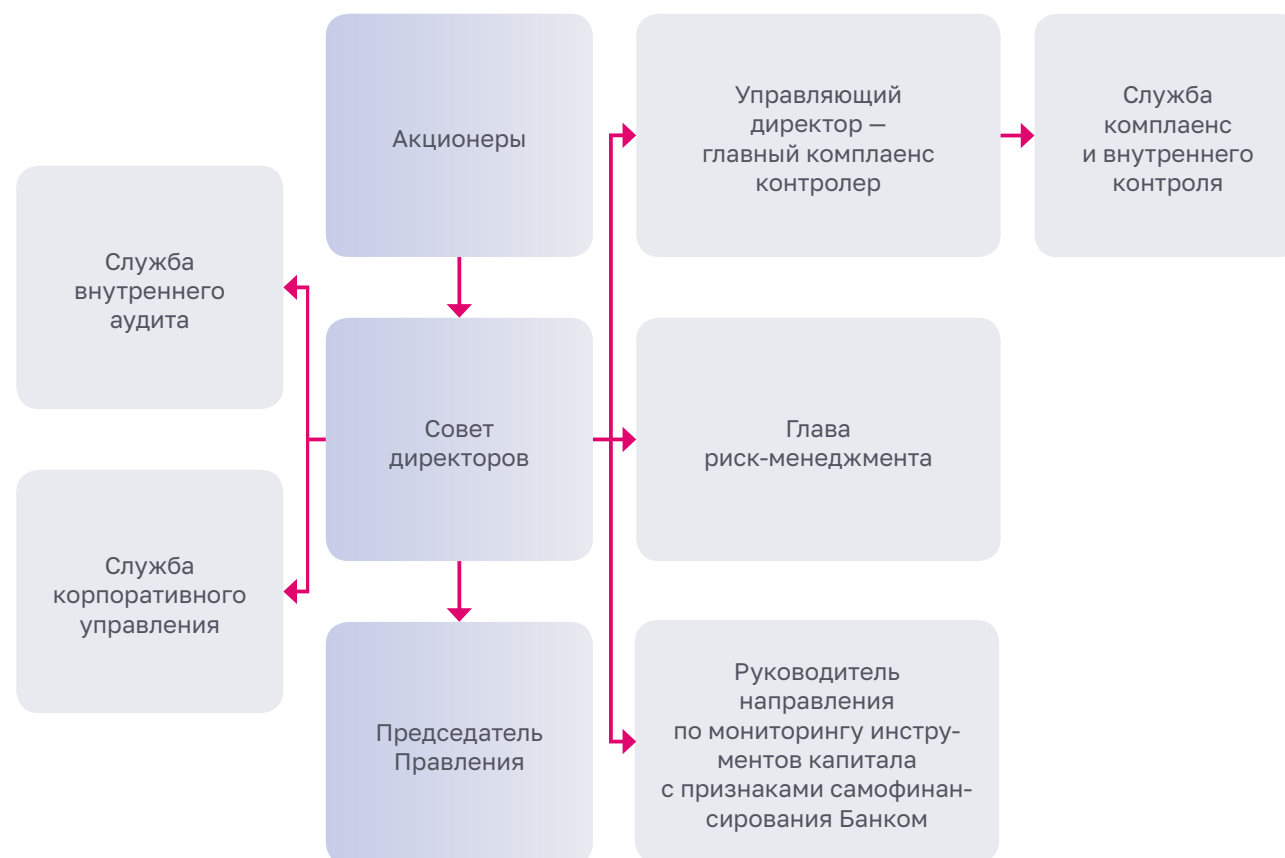 Акционеры
Управляющий
директор —
главный комплаенс
контролер
Служба
комплаенс
и внутреннего
контроля
Служба
внутреннего
аудита
Совет
директоров
Глава
риск-менеджмента
Служба
корпоративного
управления
Председатель
Правления
Руководитель
направления
по мониторингу инстру-
ментов капитала
с признаками самофинан-
сирования Банком